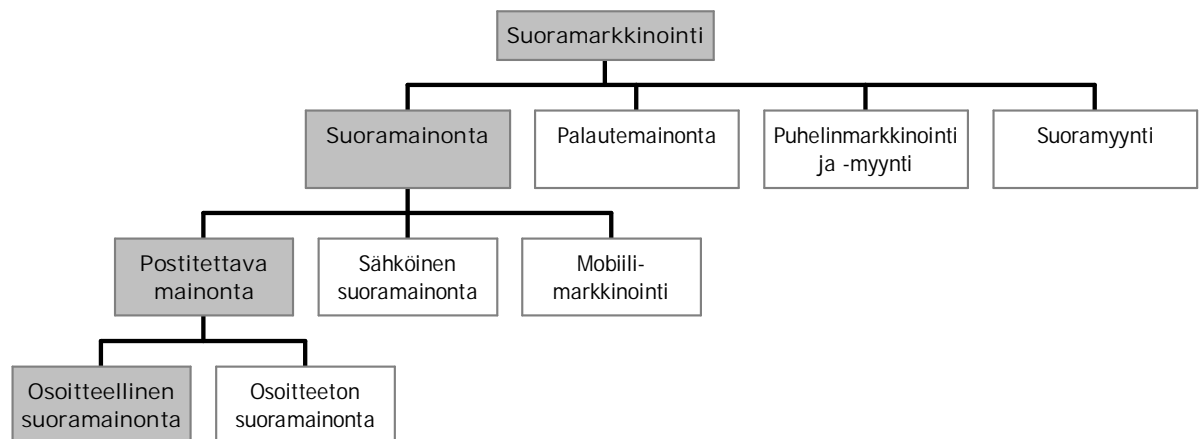 Suoramarkkinointi
Suoramainonta
Palautemainonta
Puhelinmarkkinointi
ja -myynti
Suoramyynti
Postitettava
mainonta
Sähköinen
suoramainonta
Mobiili-
markkinointi
Osoitteellinen
suoramainonta
Osoitteeton
suoramainonta